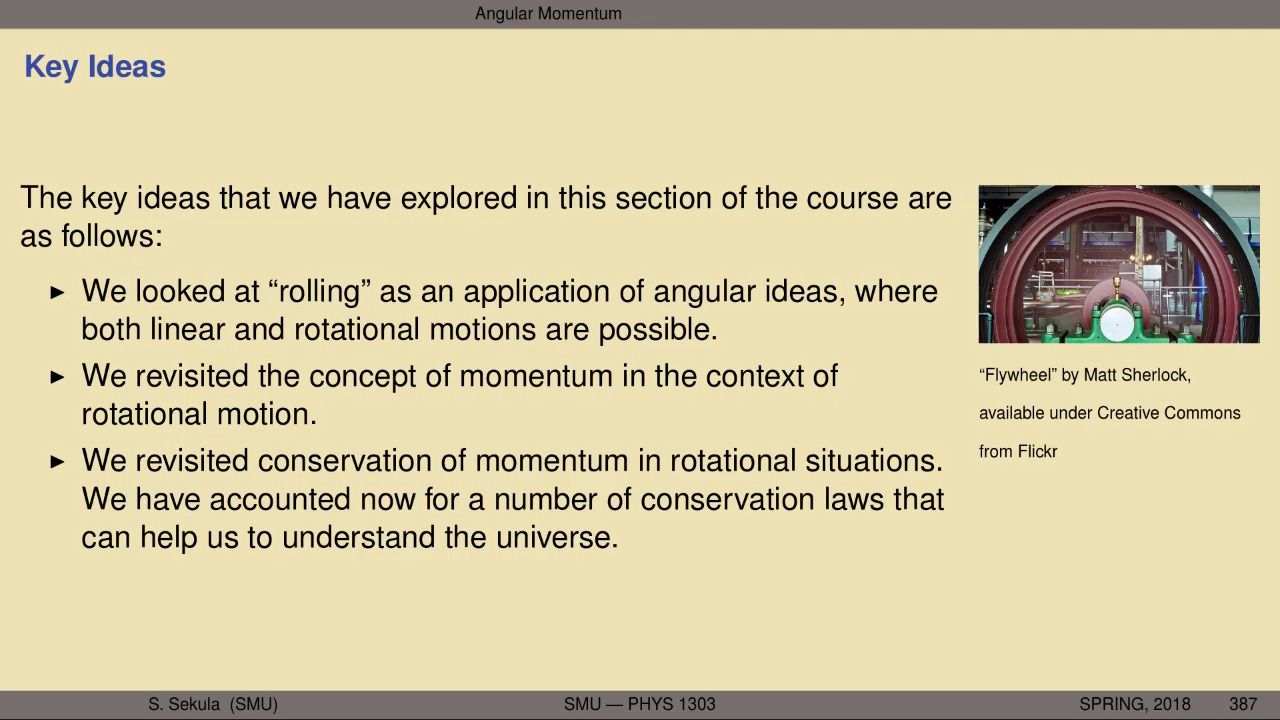 Angular Momentum
Key Ideas
The key ideas that we have explored in this section of the course are
as follows:
► We looked at “rolling” as an application of angular ideas, where
both linear and rotational motions are possible.
► We revisited the concept of momentum in the context of
rotational motion.
► We revisited conservation of momentum in rotational situations.
We have accounted now for a number of conservation laws that
can help us to understand the universe.
“Flywheel” by Matt Sherlock,
available under Creative Commons
from Flickr
S. Sekula (SMU) SMU — PHYS 1303 SPRING, 2018 387